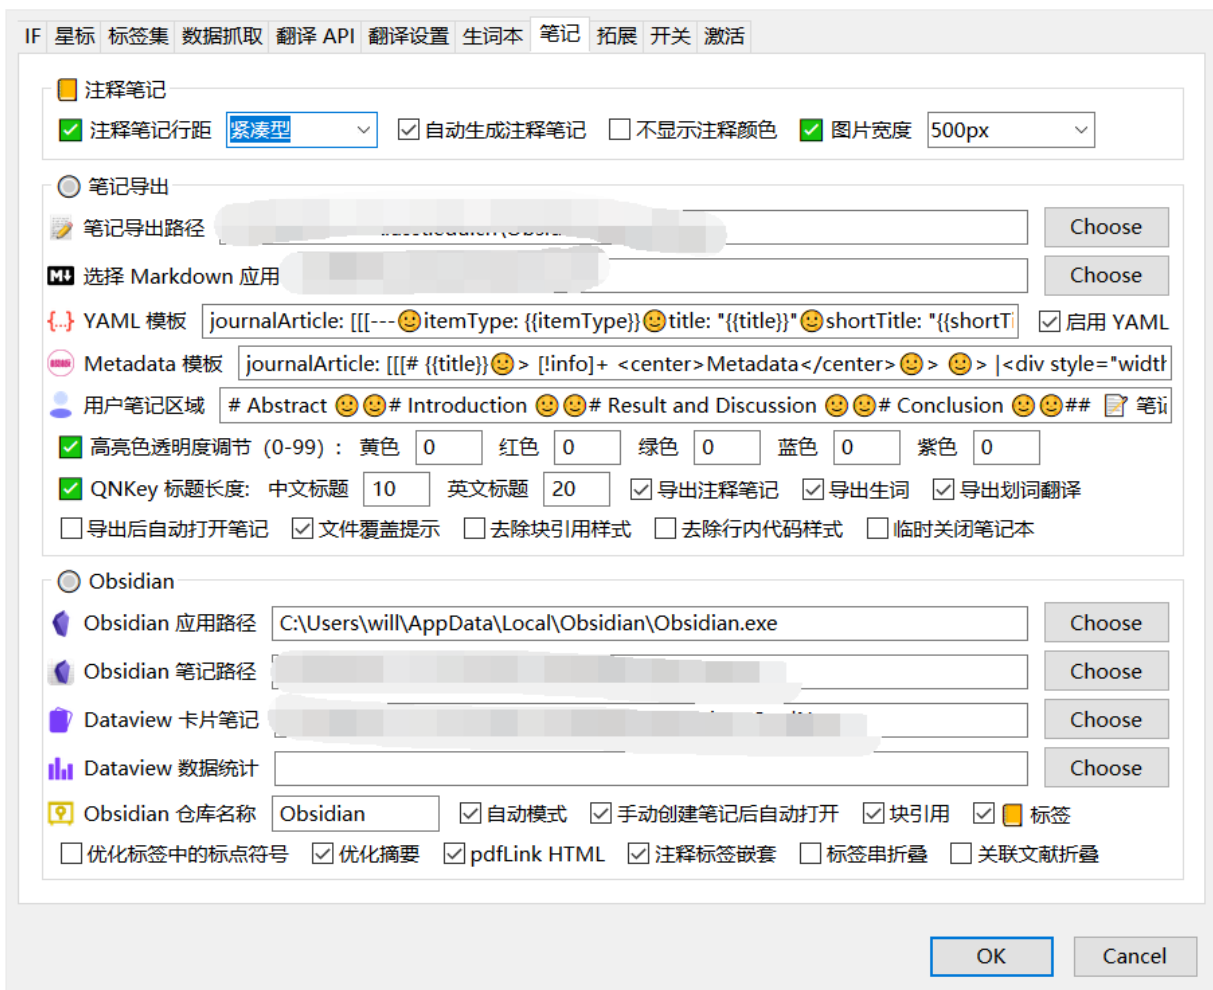 IF 星标 标签集 数据抓取 翻译 API 翻译设置 生词本 笔记 拓展 开关 激活
注释笔记
注释笔记行距 紧凑型 自动生成注释笔记 不显示注释颜色 图片宽度 500px
笔记导出
笔记导出路径 Choose
选择 Markdown 应用 Choose
{...} YAML 模板 journalArticle: [[[---🙂itemType: {{itemType}}🙂title: "{{title}}"🙂shortTitle: "{{shortTi 启用 YAML
Metadata 模板 journalArticle: [[[# {{title}}🙂> [!info]+ <center>Metadata</center>🙂> 🙂> |<div style="width
用户笔记区域 # Abstract 🙂🙂# Introduction 🙂🙂# Result and Discussion 🙂🙂# Conclusion 🙂🙂## 📝 笔记
高亮色透明度调节 (0-99) : 黄色 0 红色 0 绿色 0 蓝色 0 紫色 0
QNKey 标题长度: 中文标题 10 英文标题 20 导出注释笔记 导出生词 导出划词翻译
导出后自动打开笔记 文件覆盖提示 去除块引用样式 去除行内代码样式 临时关闭笔记本
Obsidian
Obsidian 应用路径 C:\Users\will\AppData\Local\Obsidian\Obsidian.exe Choose
Obsidian 笔记路径 Choose
Dataview 卡片笔记 Choose
Dataview 数据统计 Choose
Obsidian 仓库名称 Obsidian 自动模式 手动创建笔记后自动打开 块引用 标签
优化标签中的标点符号 优化摘要 pdfLink HTML 注释标签嵌套 标签串折叠 关联文献折叠
OK Cancel